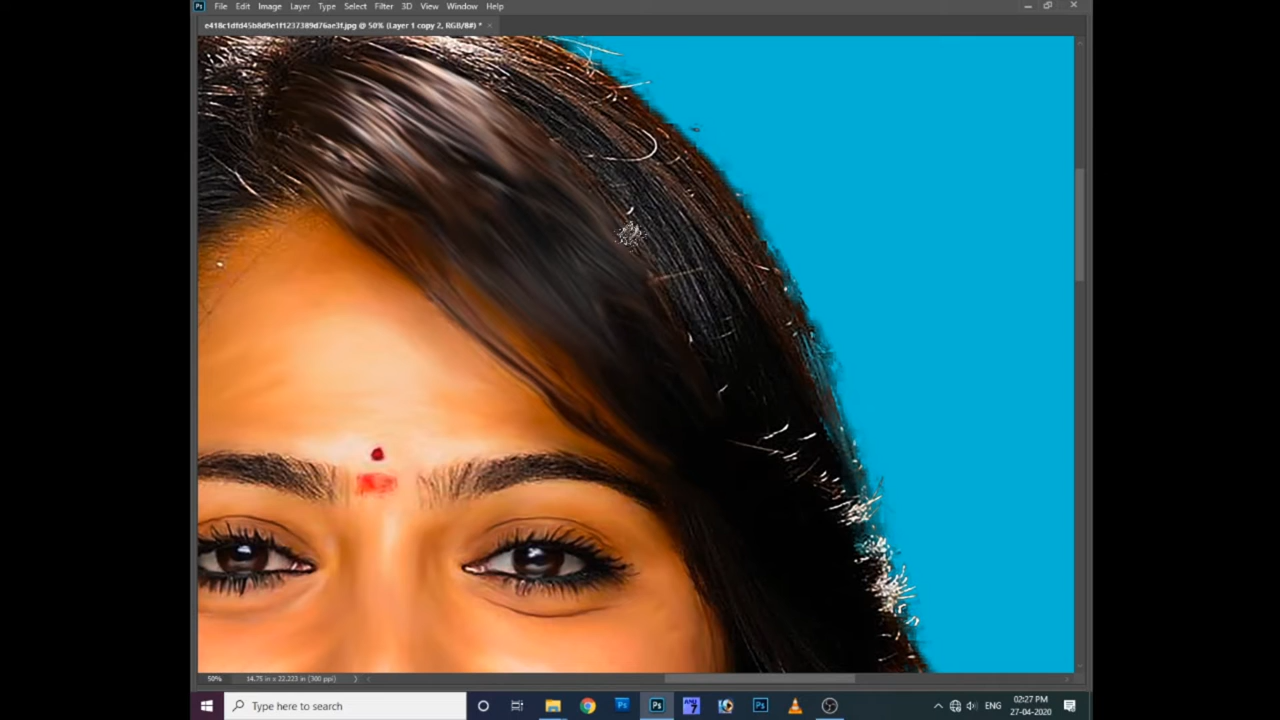 File Edit Image Layer Type Select Filter 3D View Window Help
e418c1dfd45b8d9e1f1237389d76ae3f.jpg @ 50% (Layer 1 copy 2, RGB/8#) *
50% 14.75 in x 22.223 in (300 ppi)
Type here to search
ENG
02:27 PM
27-04-2020